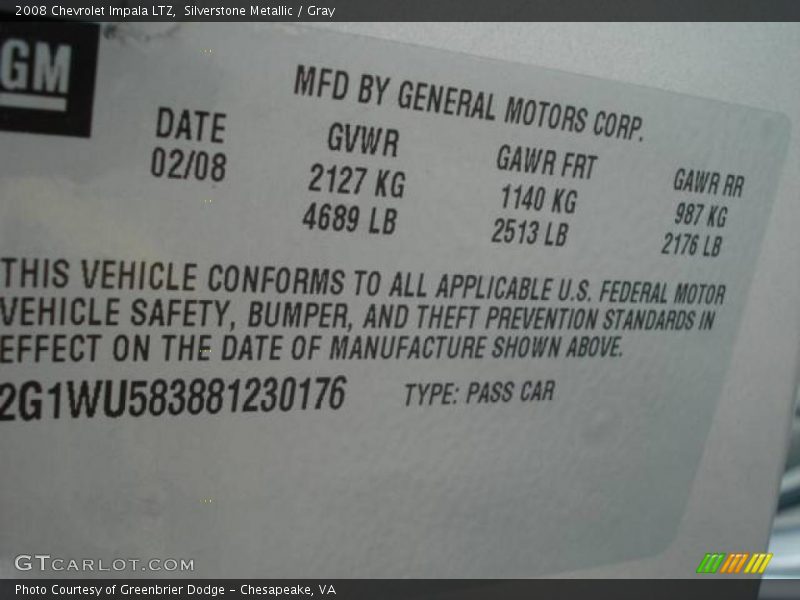 2008 Chevrolet Impala LTZ, Silverstone Metallic / Gray
GM
MFD BY GENERAL MOTORS CORP.
DATE GVWR GAWR FRT GAWR RR
02/08 2127 KG 1140 KG 987 KG
4689 LB 2513 LB 2176 LB
THIS VEHICLE CONFORMS TO ALL APPLICABLE U.S. FEDERAL MOTOR
VEHICLE SAFETY, BUMPER, AND THEFT PREVENTION STANDARDS IN
EFFECT ON THE DATE OF MANUFACTURE SHOWN ABOVE.
2G1WU583881230176 TYPE: PASS CAR
GTCARLOT.COM
Photo Courtesy of Greenbrier Dodge - Chesapeake, VA